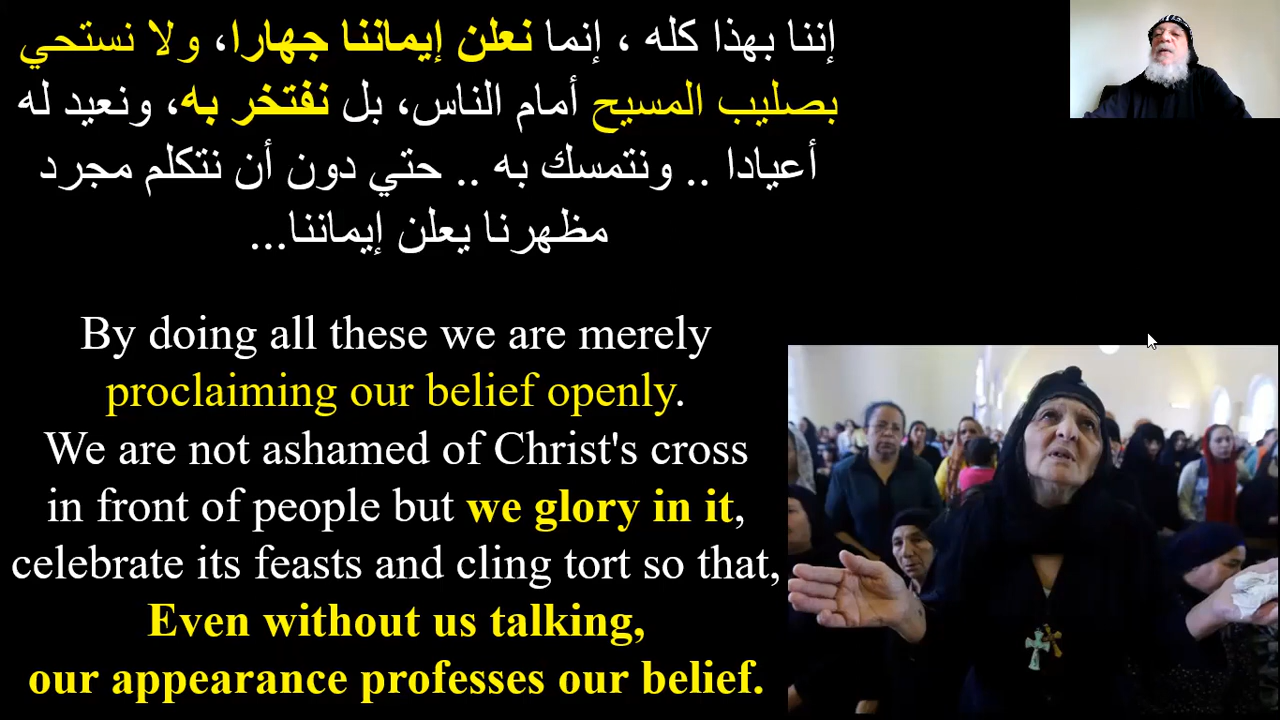 إننا بهذا كله ، إنما نعلن إيماننا جهارا، ولا نستحي
بصليب المسيح أمام الناس، بل نفتخر به، ونعيد له
أعيادا .. ونتمسك به .. حتي دون أن نتكلم مجرد
مظهرنا يعلن إيماننا...
By doing all these we are merely
proclaiming our belief openly.
We are not ashamed of Christ's cross
in front of people but we glory in it,
celebrate its feasts and cling tort so that,
Even without us talking,
our appearance professes our belief.